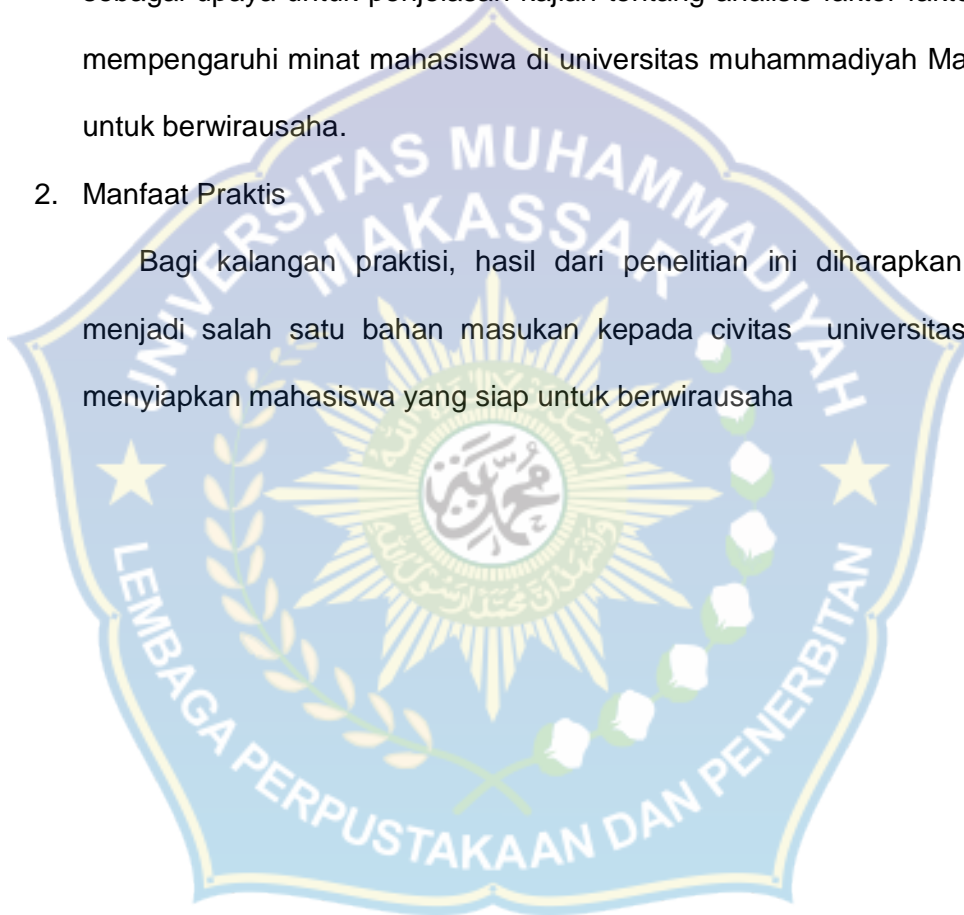 mempengaruhi minat mahasiswa di universitas muhammadiyah Ma
untuk berwirausaha.
2. Manfaat Praktis
Bagi kalangan praktisi, hasil dari penelitian ini diharapkan
menjadi salah satu bahan masukan kepada civitas universitas
menyiapkan mahasiswa yang siap untuk berwirausaha
UNIVERSITAS MUHAMMADIYAH
MAKASSAR
LEMBAGA PERPUSTAKAAN DAN PENERBITAN